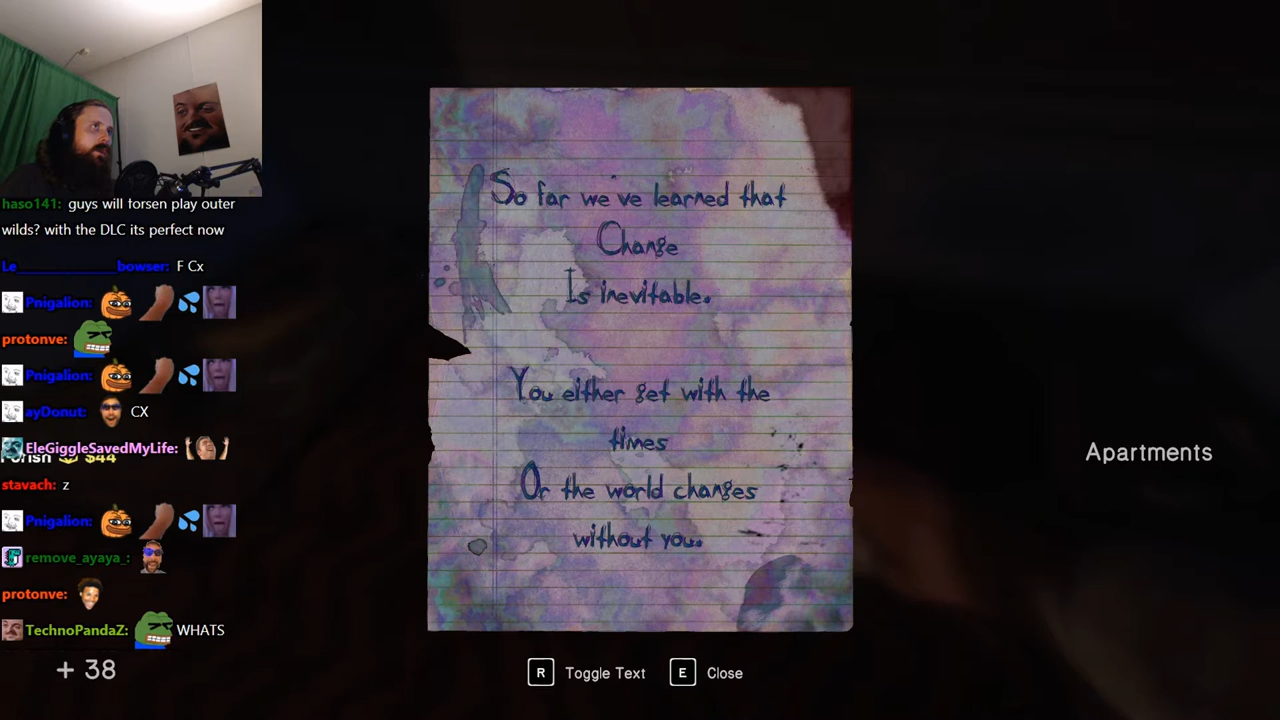 haso141: guys will forsen play outer
wilds? with the DLC its perfect now
Le____________bowser: F Cx
Pnigalion:
protonve:
Pnigalion:
ayDonut: CX
EleGiggleSavedMyLife:
$44
stavach: z
Pnigalion:
remove_ayaya_:
protonve:
TechnoPandaZ: WHATS
+ 38
So far we've learned that
Change
Is inevitable.
You either get with the
times
Or the world changes
without you.
Apartments
R Toggle Text E Close